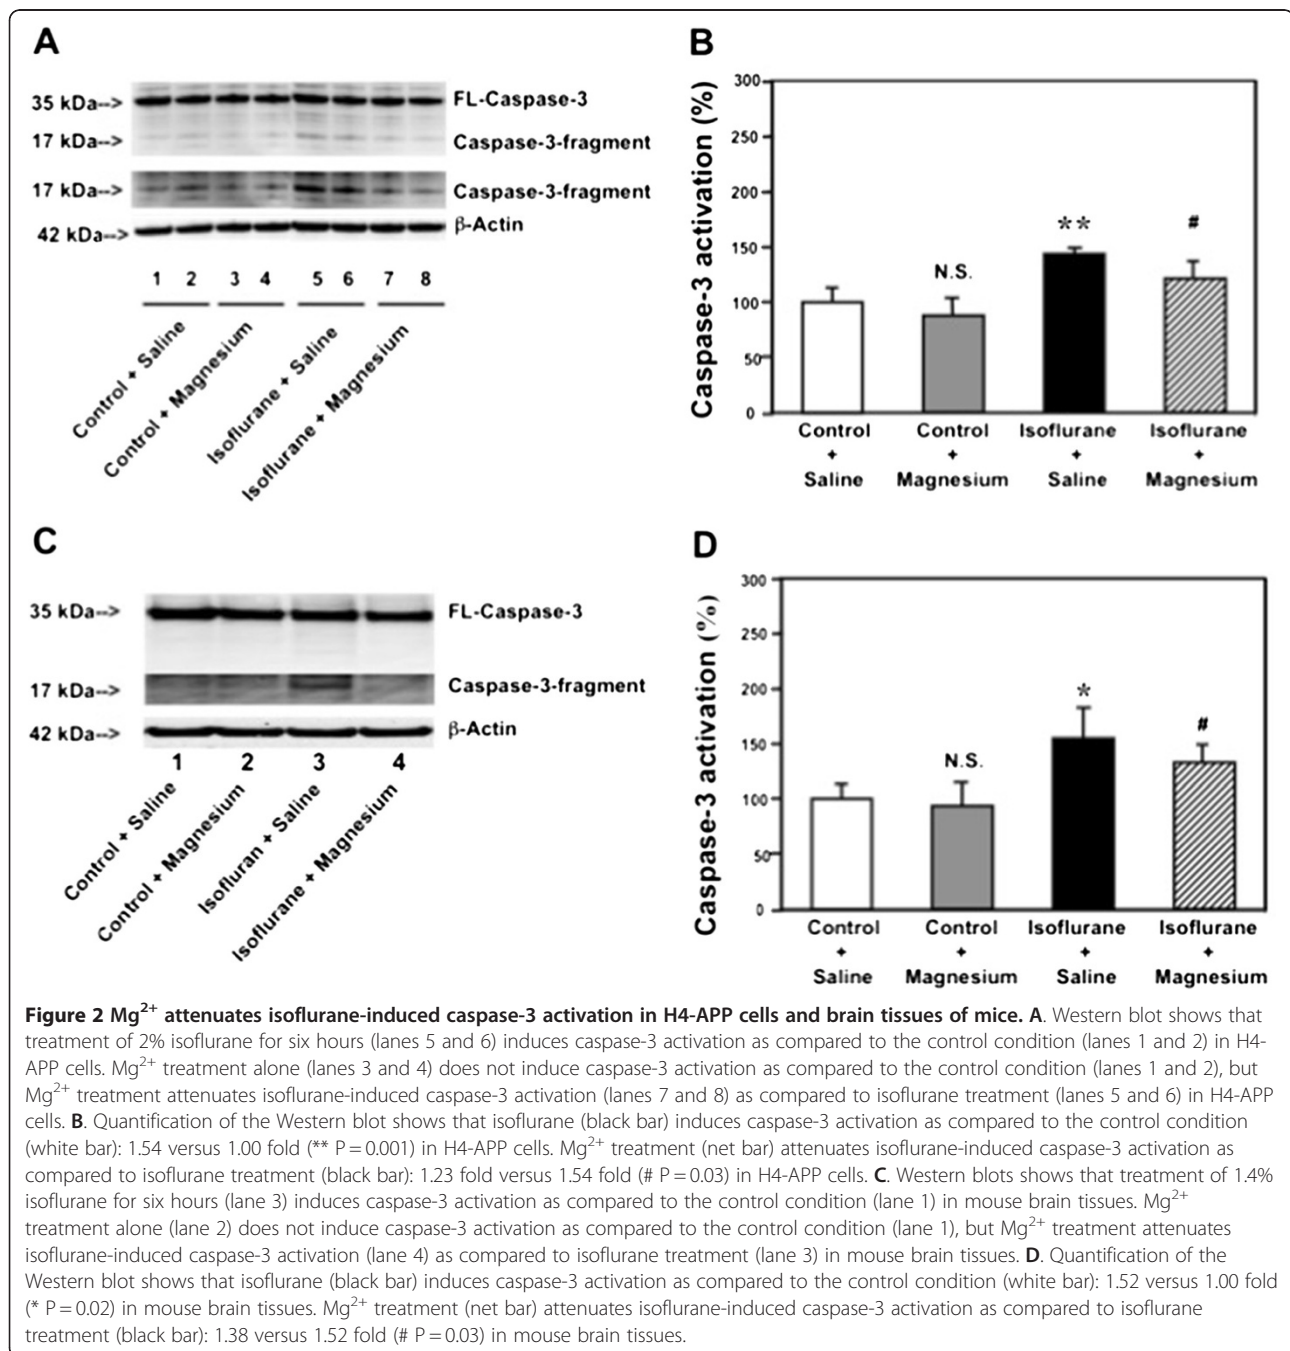 A
35 kDa-->
FL-Caspase-3
17 kDa-->
Caspase-3-fragment
17 kDa-->
Caspase-3-fragment
42 kDa-->
β-Actin
1 2 3 4 5 6 7 8
Control + Saline
Control + Magnesium
Isoflurane + Saline
Isoflurane + Magnesium
B
Caspase-3 activation (%)
300
250
200
150
100
50
0
N.S.
**
#
Control + Saline
Control + Magnesium
Isoflurane + Saline
Isoflurane + Magnesium
C
35 kDa-->
FL-Caspase-3
17 kDa-->
Caspase-3-fragment
42 kDa-->
β-Actin
1 2 3 4
Control + Saline
Control + Magnesium
Isofluran + Saline
Isoflurane + Magnesium
D
Caspase-3 activation (%)
300
250
200
150
100
50
0
N.S.
*
#
Control + Saline
Control + Magnesium
Isoflurane + Saline
Isoflurane + Magnesium
Figure 2 Mg2+ attenuates isoflurane-induced caspase-3 activation in H4-APP cells and brain tissues of mice. A. Western blot shows that
treatment of 2% isoflurane for six hours (lanes 5 and 6) induces caspase-3 activation as compared to the control condition (lanes 1 and 2) in H4-
APP cells. Mg2+ treatment alone (lanes 3 and 4) does not induce caspase-3 activation as compared to the control condition (lanes 1 and 2), but
Mg2+ treatment attenuates isoflurane-induced caspase-3 activation (lanes 7 and 8) as compared to isoflurane treatment (lanes 5 and 6) in H4-APP
cells. B. Quantification of the Western blot shows that isoflurane (black bar) induces caspase-3 activation as compared to the control condition
(white bar): 1.54 versus 1.00 fold (** P = 0.001) in H4-APP cells. Mg2+ treatment (net bar) attenuates isoflurane-induced caspase-3 activation as
compared to isoflurane treatment (black bar): 1.23 fold versus 1.54 fold (# P = 0.03) in H4-APP cells. C. Western blots shows that treatment of 1.4%
isoflurane for six hours (lane 3) induces caspase-3 activation as compared to the control condition (lane 1) in mouse brain tissues. Mg2+
treatment alone (lane 2) does not induce caspase-3 activation as compared to the control condition (lane 1), but Mg2+ treatment attenuates
isoflurane-induced caspase-3 activation (lane 4) as compared to isoflurane treatment (lane 3) in mouse brain tissues. D. Quantification of the
Western blot shows that isoflurane (black bar) induces caspase-3 activation as compared to the control condition (white bar): 1.52 versus 1.00 fold
(* P = 0.02) in mouse brain tissues. Mg2+ treatment (net bar) attenuates isoflurane-induced caspase-3 activation as compared to isoflurane
treatment (black bar): 1.38 versus 1.52 fold (# P = 0.03) in mouse brain tissues.